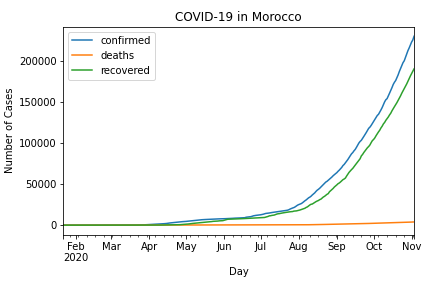 COVID-19 in Morocco
confirmed
deaths
recovered
Number of Cases
200000
150000
100000
50000
0
Feb Mar Apr May Jun Jul Aug Sep Oct Nov
2020
Day